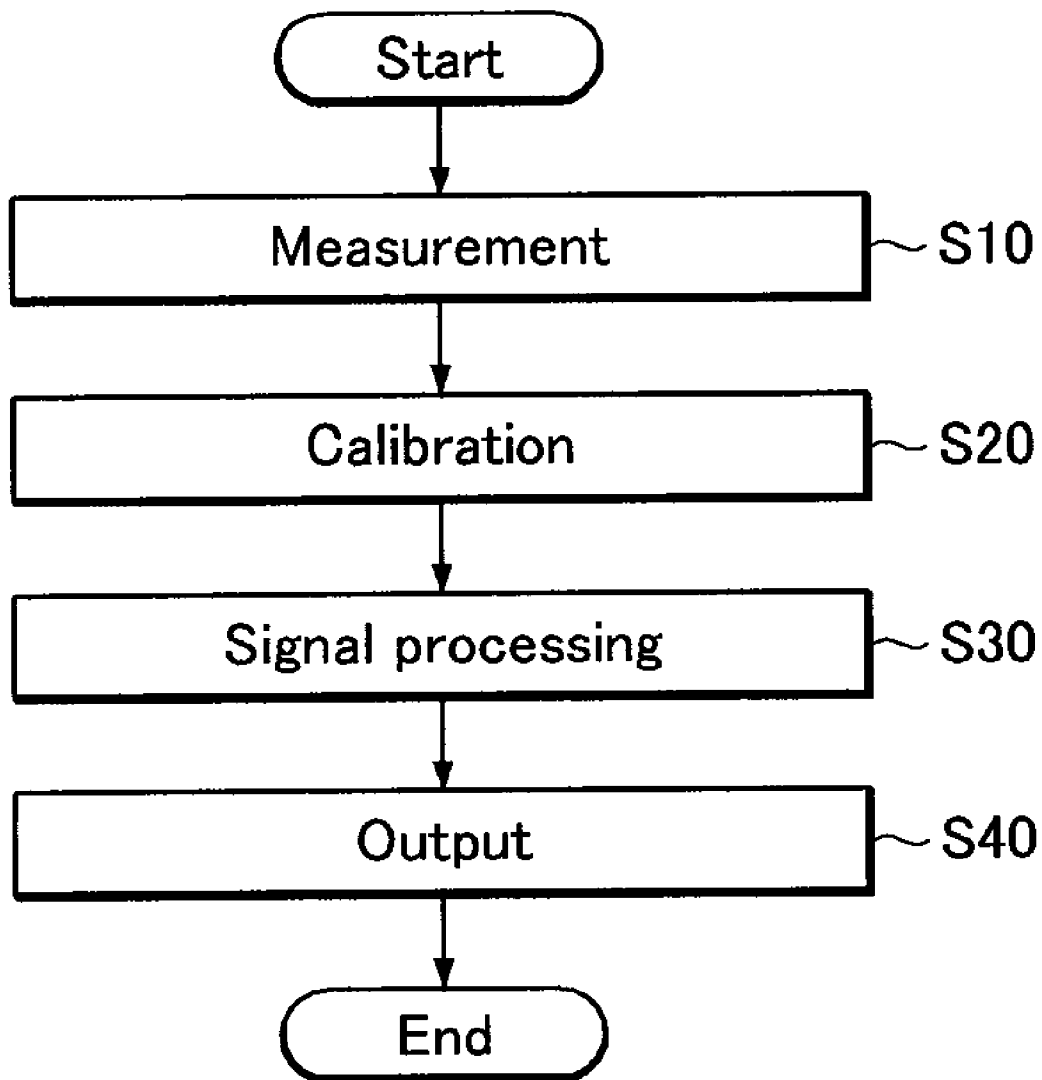 Start
Measurement
S10
Calibration
S20
Signal processing
S30
Output
S40
End